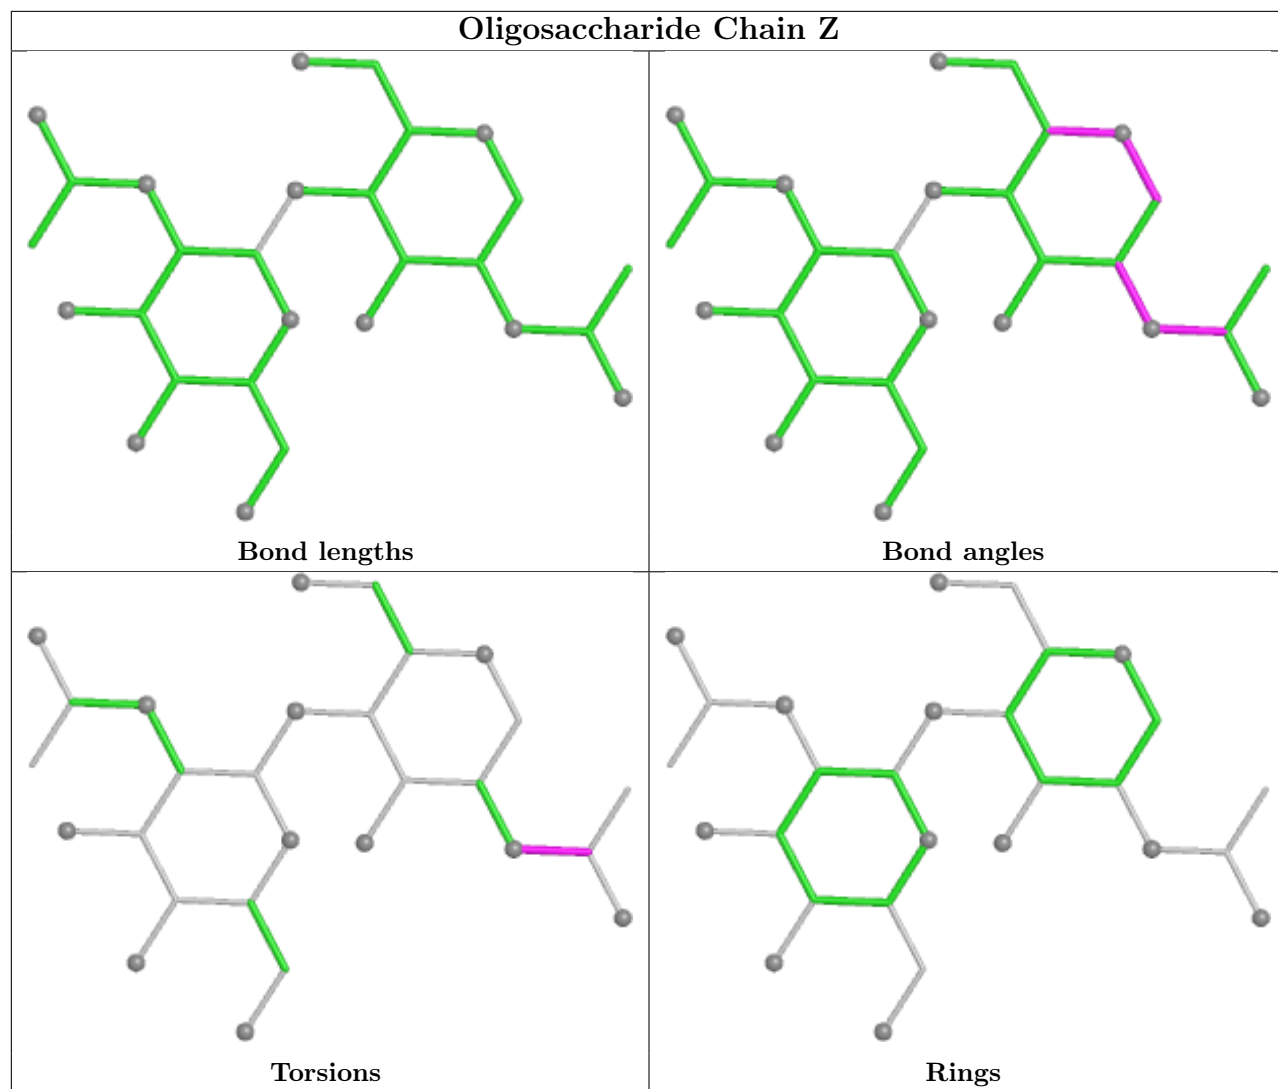 Oligosaccharide Chain Z
Bond lengths
Bond angles
Torsions
Rings